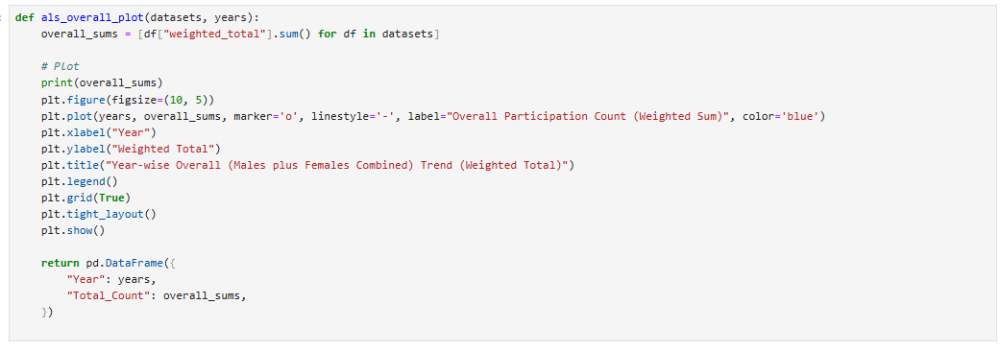 def als_overall_plot(datasets, years):
    overall_sums = [df["weighted_total"].sum() for df in datasets]

    # Plot
    print(overall_sums)
    plt.figure(figsize=(10, 5))
    plt.plot(years, overall_sums, marker='o', linestyle='-', label="Overall Participation Count (Weighted Sum)", color='blue')
    plt.xlabel("Year")
    plt.ylabel("Weighted Total")
    plt.title("Year-wise Overall (Males plus Females Combined) Trend (Weighted Total)")
    plt.legend()
    plt.grid(True)
    plt.tight_layout()
    plt.show()

    return pd.DataFrame({
        "Year": years,
        "Total_Count": overall_sums,
    })